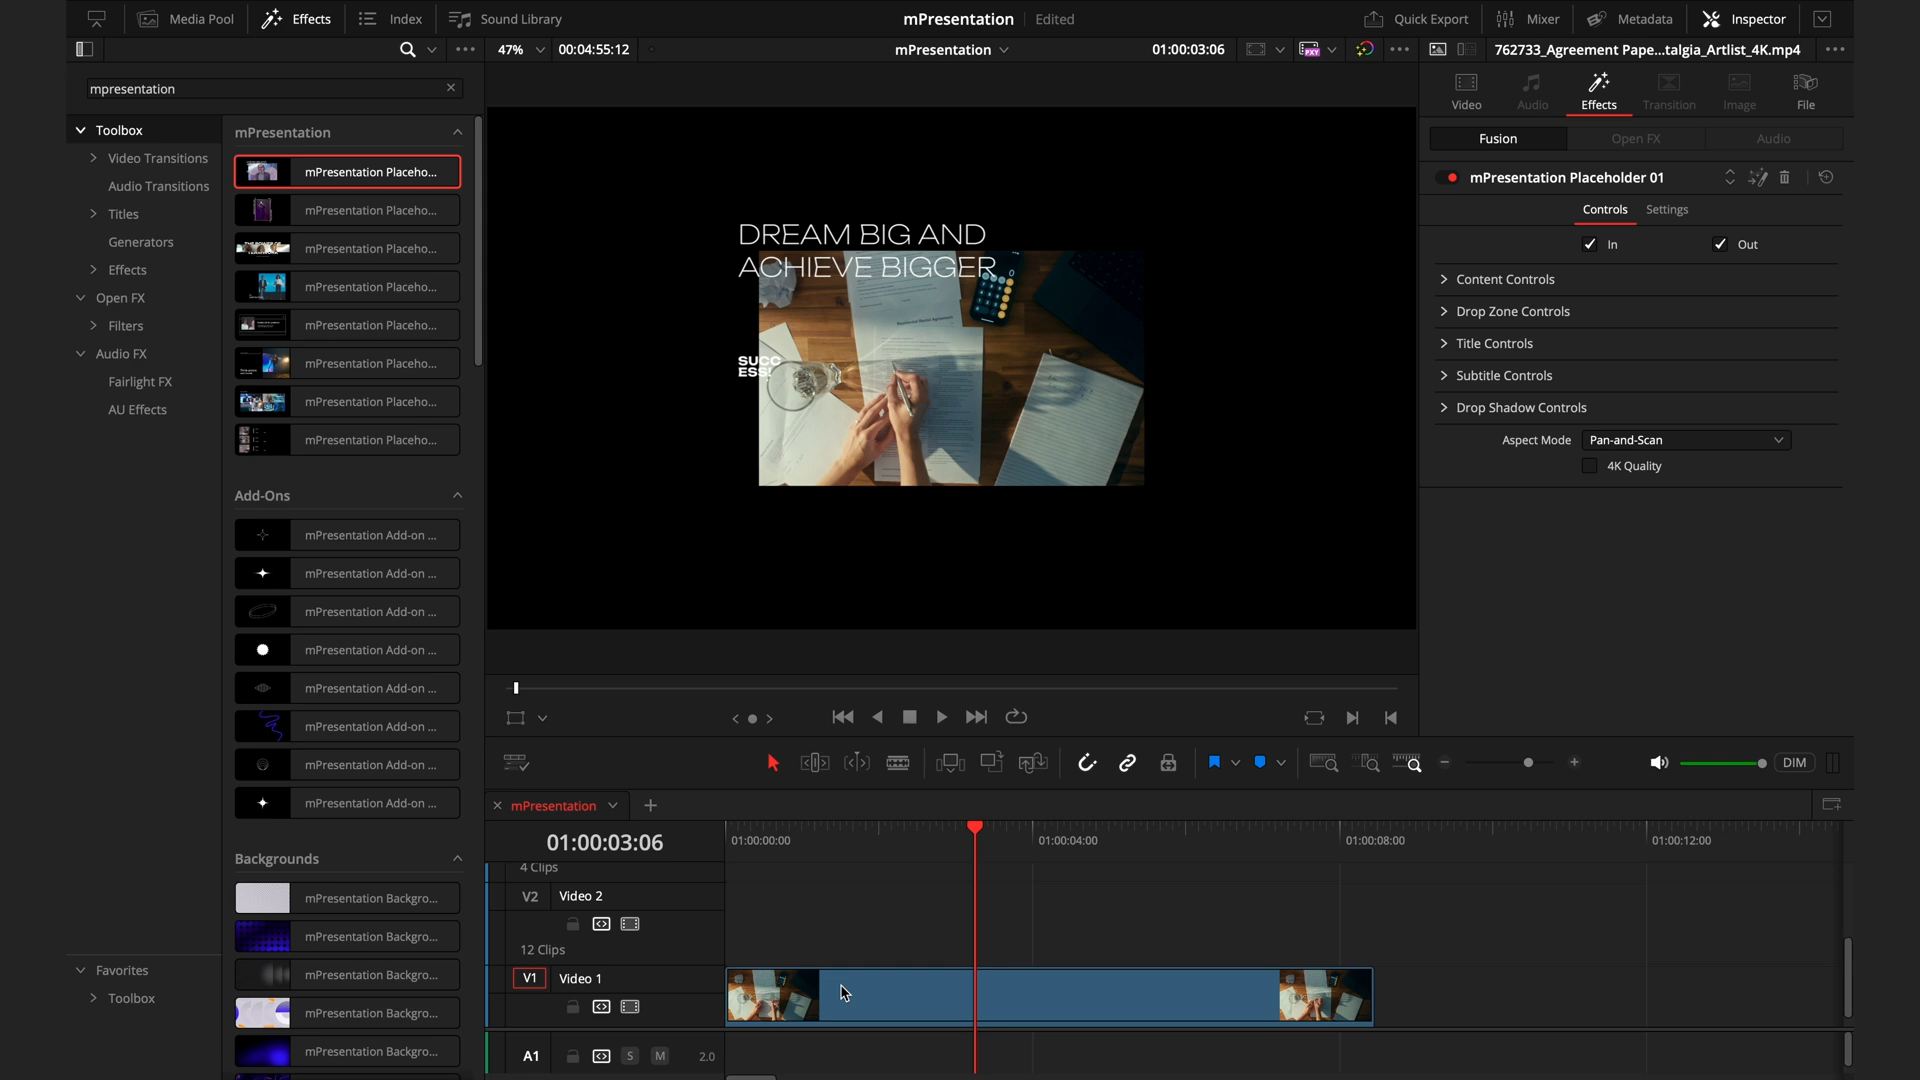 Media Pool
Effects
Index
Sound Library
mPresentation
Edited
Quick Export
Mixer
Metadata
Inspector
47%
00:04:55:12
mPresentation
01:00:03:06
762733_Agreement Pape...talgia_Artlist_4K.mp4
mpresentation
Video
Audio
Effects
Transition
Image
File
Fusion
Open FX
Audio
mPresentation Placeholder 01
Controls
Settings
In
Out
Content Controls
Drop Zone Controls
Title Controls
Subtitle Controls
Drop Shadow Controls
Aspect Mode
Pan-and-Scan
4K Quality
Toolbox
Video Transitions
Audio Transitions
Titles
Generators
Effects
Open FX
Filters
Audio FX
Fairlight FX
AU Effects
Favorites
Toolbox
mPresentation
mPresentation Placeho...
mPresentation Placeho...
mPresentation Placeho...
mPresentation Placeho...
mPresentation Placeho...
mPresentation Placeho...
mPresentation Placeho...
mPresentation Placeho...
Add-Ons
mPresentation Add-on ...
mPresentation Add-on ...
mPresentation Add-on ...
mPresentation Add-on ...
mPresentation Add-on ...
mPresentation Add-on ...
mPresentation Add-on ...
mPresentation Add-on ...
Backgrounds
mPresentation Backgro...
mPresentation Backgro...
mPresentation Backgro...
mPresentation Backgro...
mPresentation Backgro...
DREAM BIG AND
ACHIEVE BIGGER
SUCC
ESS!
DIM
mPresentation
01:00:03:06
01:00:00:00
01:00:04:00
01:00:08:00
01:00:12:00
4 Clips
V2
Video 2
12 Clips
V1
Video 1
A1
S
M
2.0